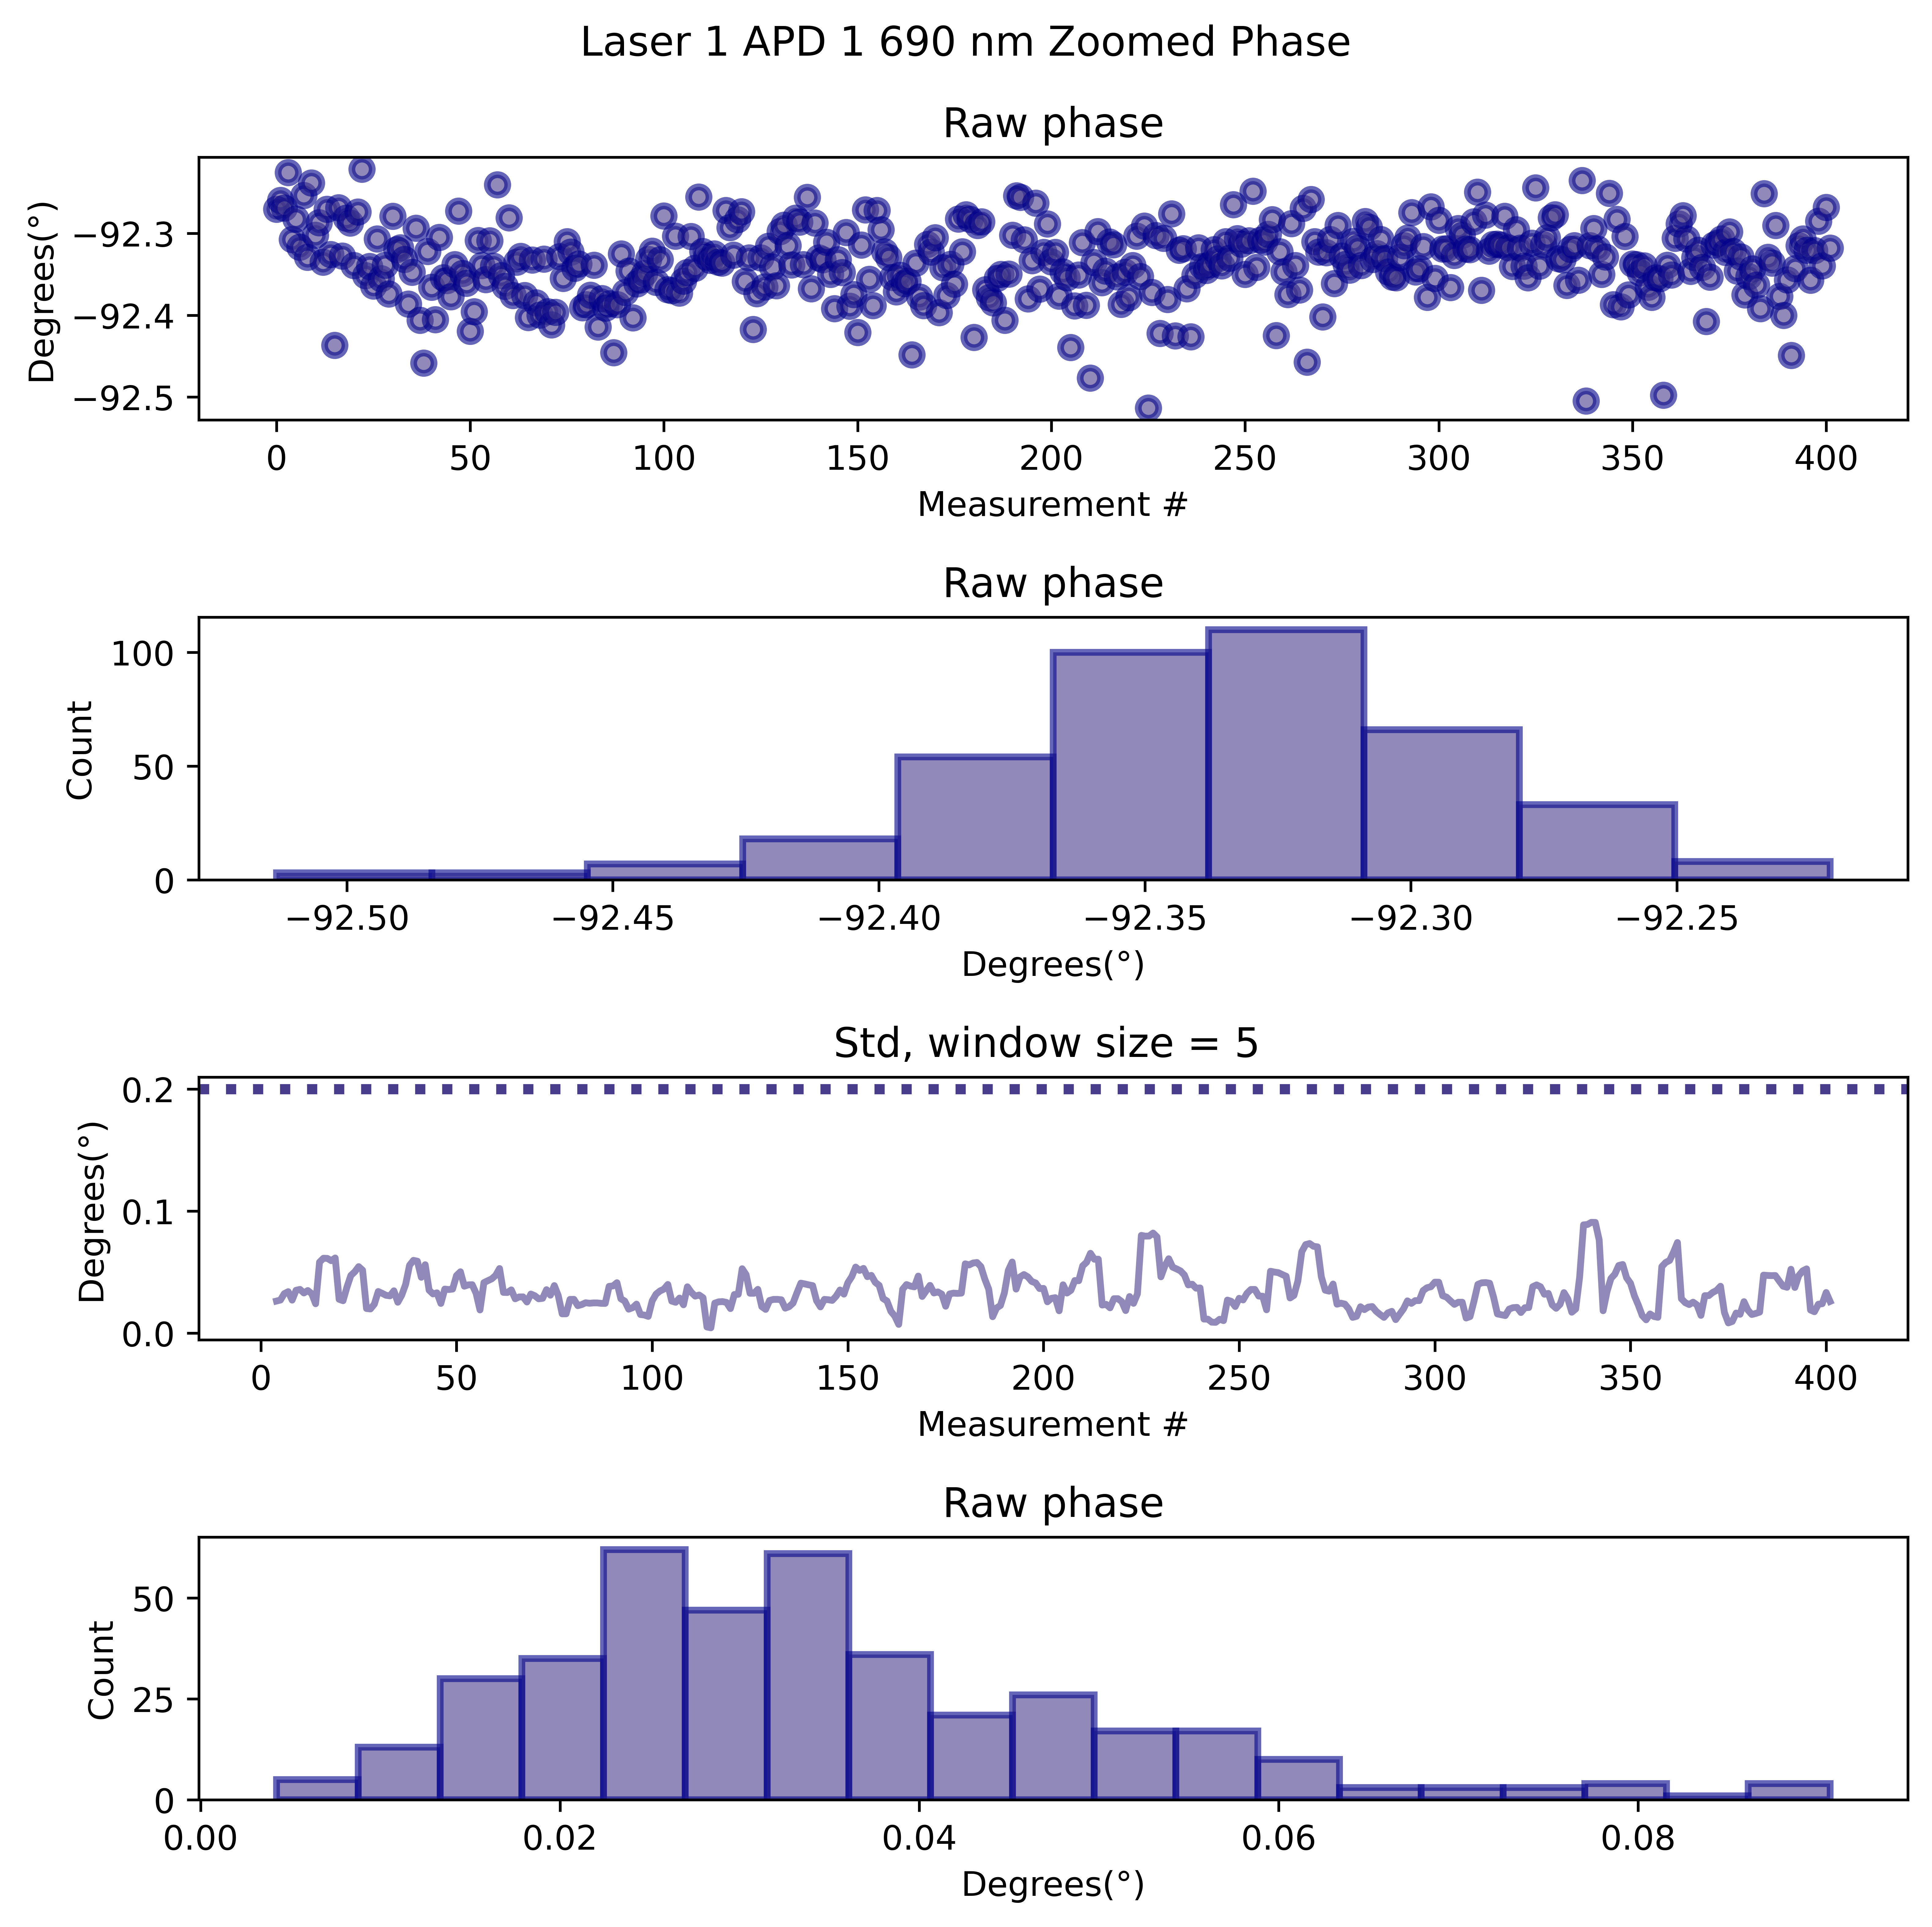 Laser 1 APD 1 690 nm Zoomed Phase
Raw phase
Degrees(°)
−92.3
−92.4
−92.5
0 50 100 150 200 250 300 350 400
Measurement #
Raw phase
Count
100
50
0
−92.50 −92.45 −92.40 −92.35 −92.30 −92.25
Degrees(°)
Std, window size = 5
Degrees(°)
0.2
0.1
0.0
0 50 100 150 200 250 300 350 400
Measurement #
Raw phase
Count
50
25
0
0.00 0.02 0.04 0.06 0.08
Degrees(°)